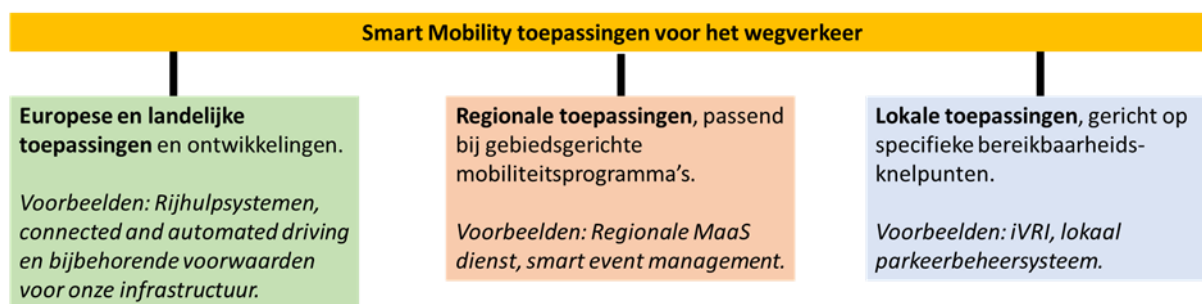 Smart Mobility toepassingen voor het wegverkeer
Europese en landelijke
toepassingen en ontwikkelingen.
Voorbeelden: Rijhulpsystemen,
connected and automated driving
en bijbehorende voorwaarden
voor onze infrastructuur.
Regionale toepassingen, passend
bij gebiedsgerichte
mobiliteitsprogramma's.
Voorbeelden: Regionale MaaS
dienst, smart event management.
Lokale toepassingen, gericht op
specifieke bereikbaarheids-
knelpunten.
Voorbeelden: iVRI, lokaal
parkeerbeheersysteem.